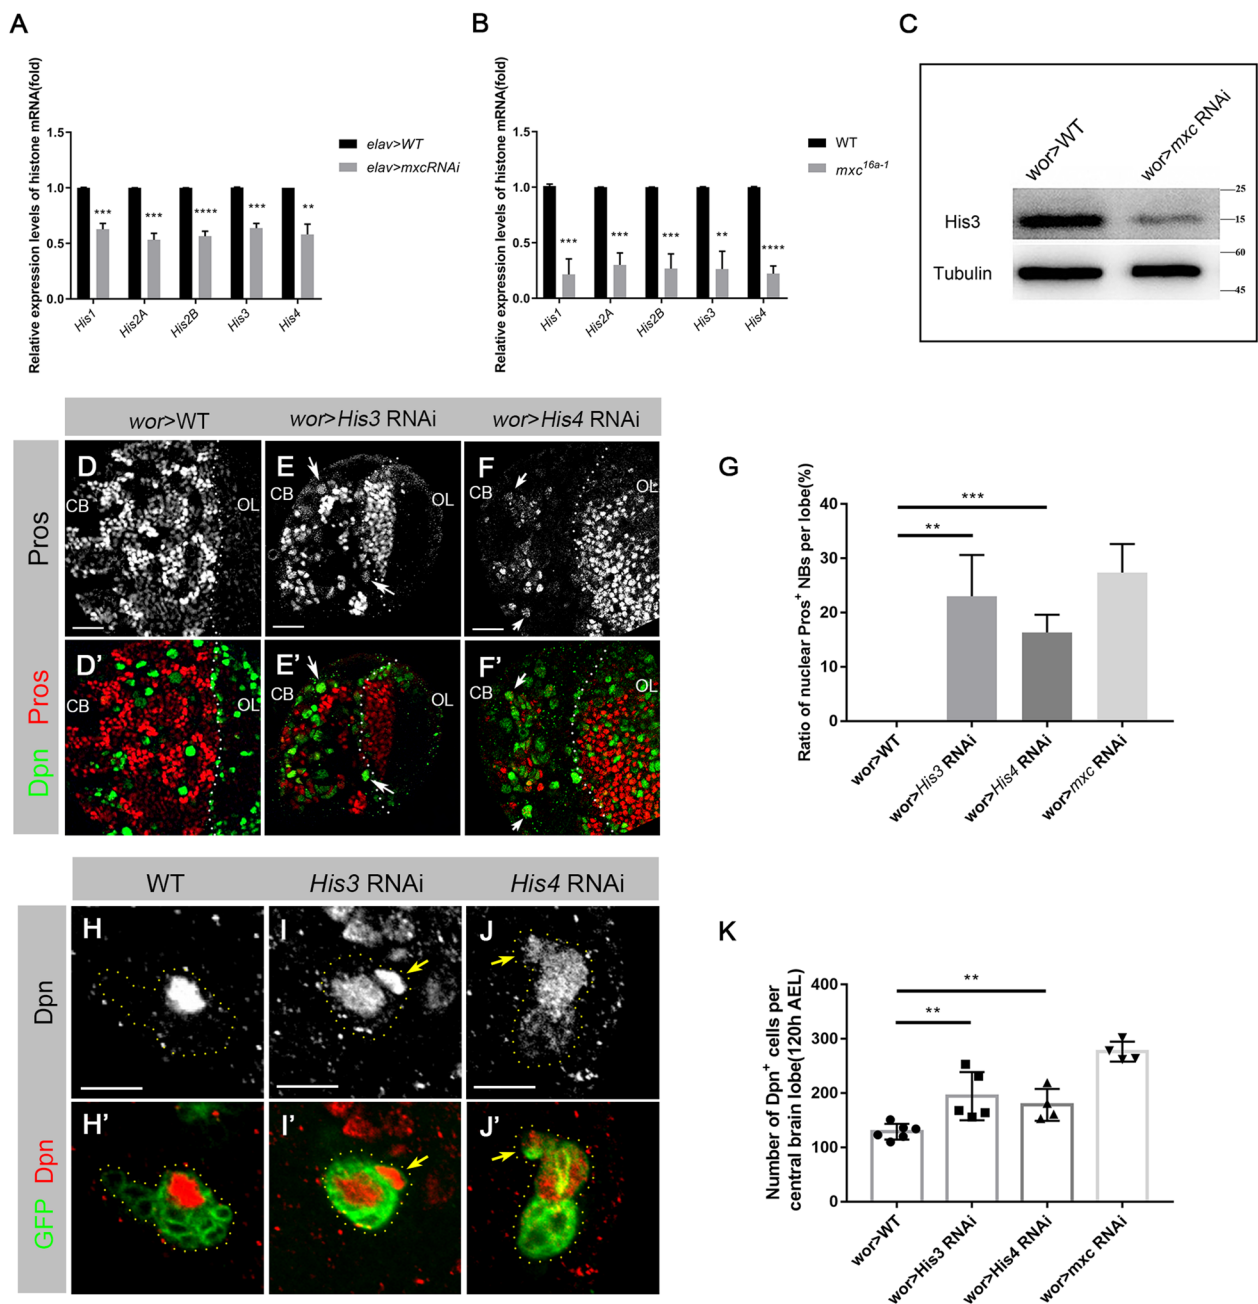 A
Relative expression levels of histone mRNA(fold)
1.5
1.0
0.5
0.0
***
***
****
***
**
His1
His2A
His2B
His3
His4
elav>WT
elav>mxcRNAi
B
Relative expression levels of histone mRNA(fold)
1.5
1.0
0.5
0.0
***
***
***
**
****
His1
His2A
His2B
His3
His4
WT
mxc16a-1
C
wor>WT
wor>mxc RNAi
His3
Tubulin
25
15
60
45
wor>WT
wor>His3 RNAi
wor>His4 RNAi
Pros
D
CB
OL
E
CB
OL
F
CB
OL
Dpn Pros
D’
CB
OL
E’
CB
OL
F’
CB
OL
G
Ratio of nuclear Pros+ NBs per lobe(%)
40
30
20
10
0
***
**
wor>WT
wor>His3 RNAi
wor>His4 RNAi
wor>mxc RNAi
WT
His3 RNAi
His4 RNAi
Dpn
H
I
J
GFP Dpn
H’
I’
J’
K
Number of Dpn+ cells per
central brain lobe(120h AEL)
400
300
200
100
0
**
**
wor>WT
wor>His3 RNAi
wor>His4 RNAi
wor>mxc RNAi